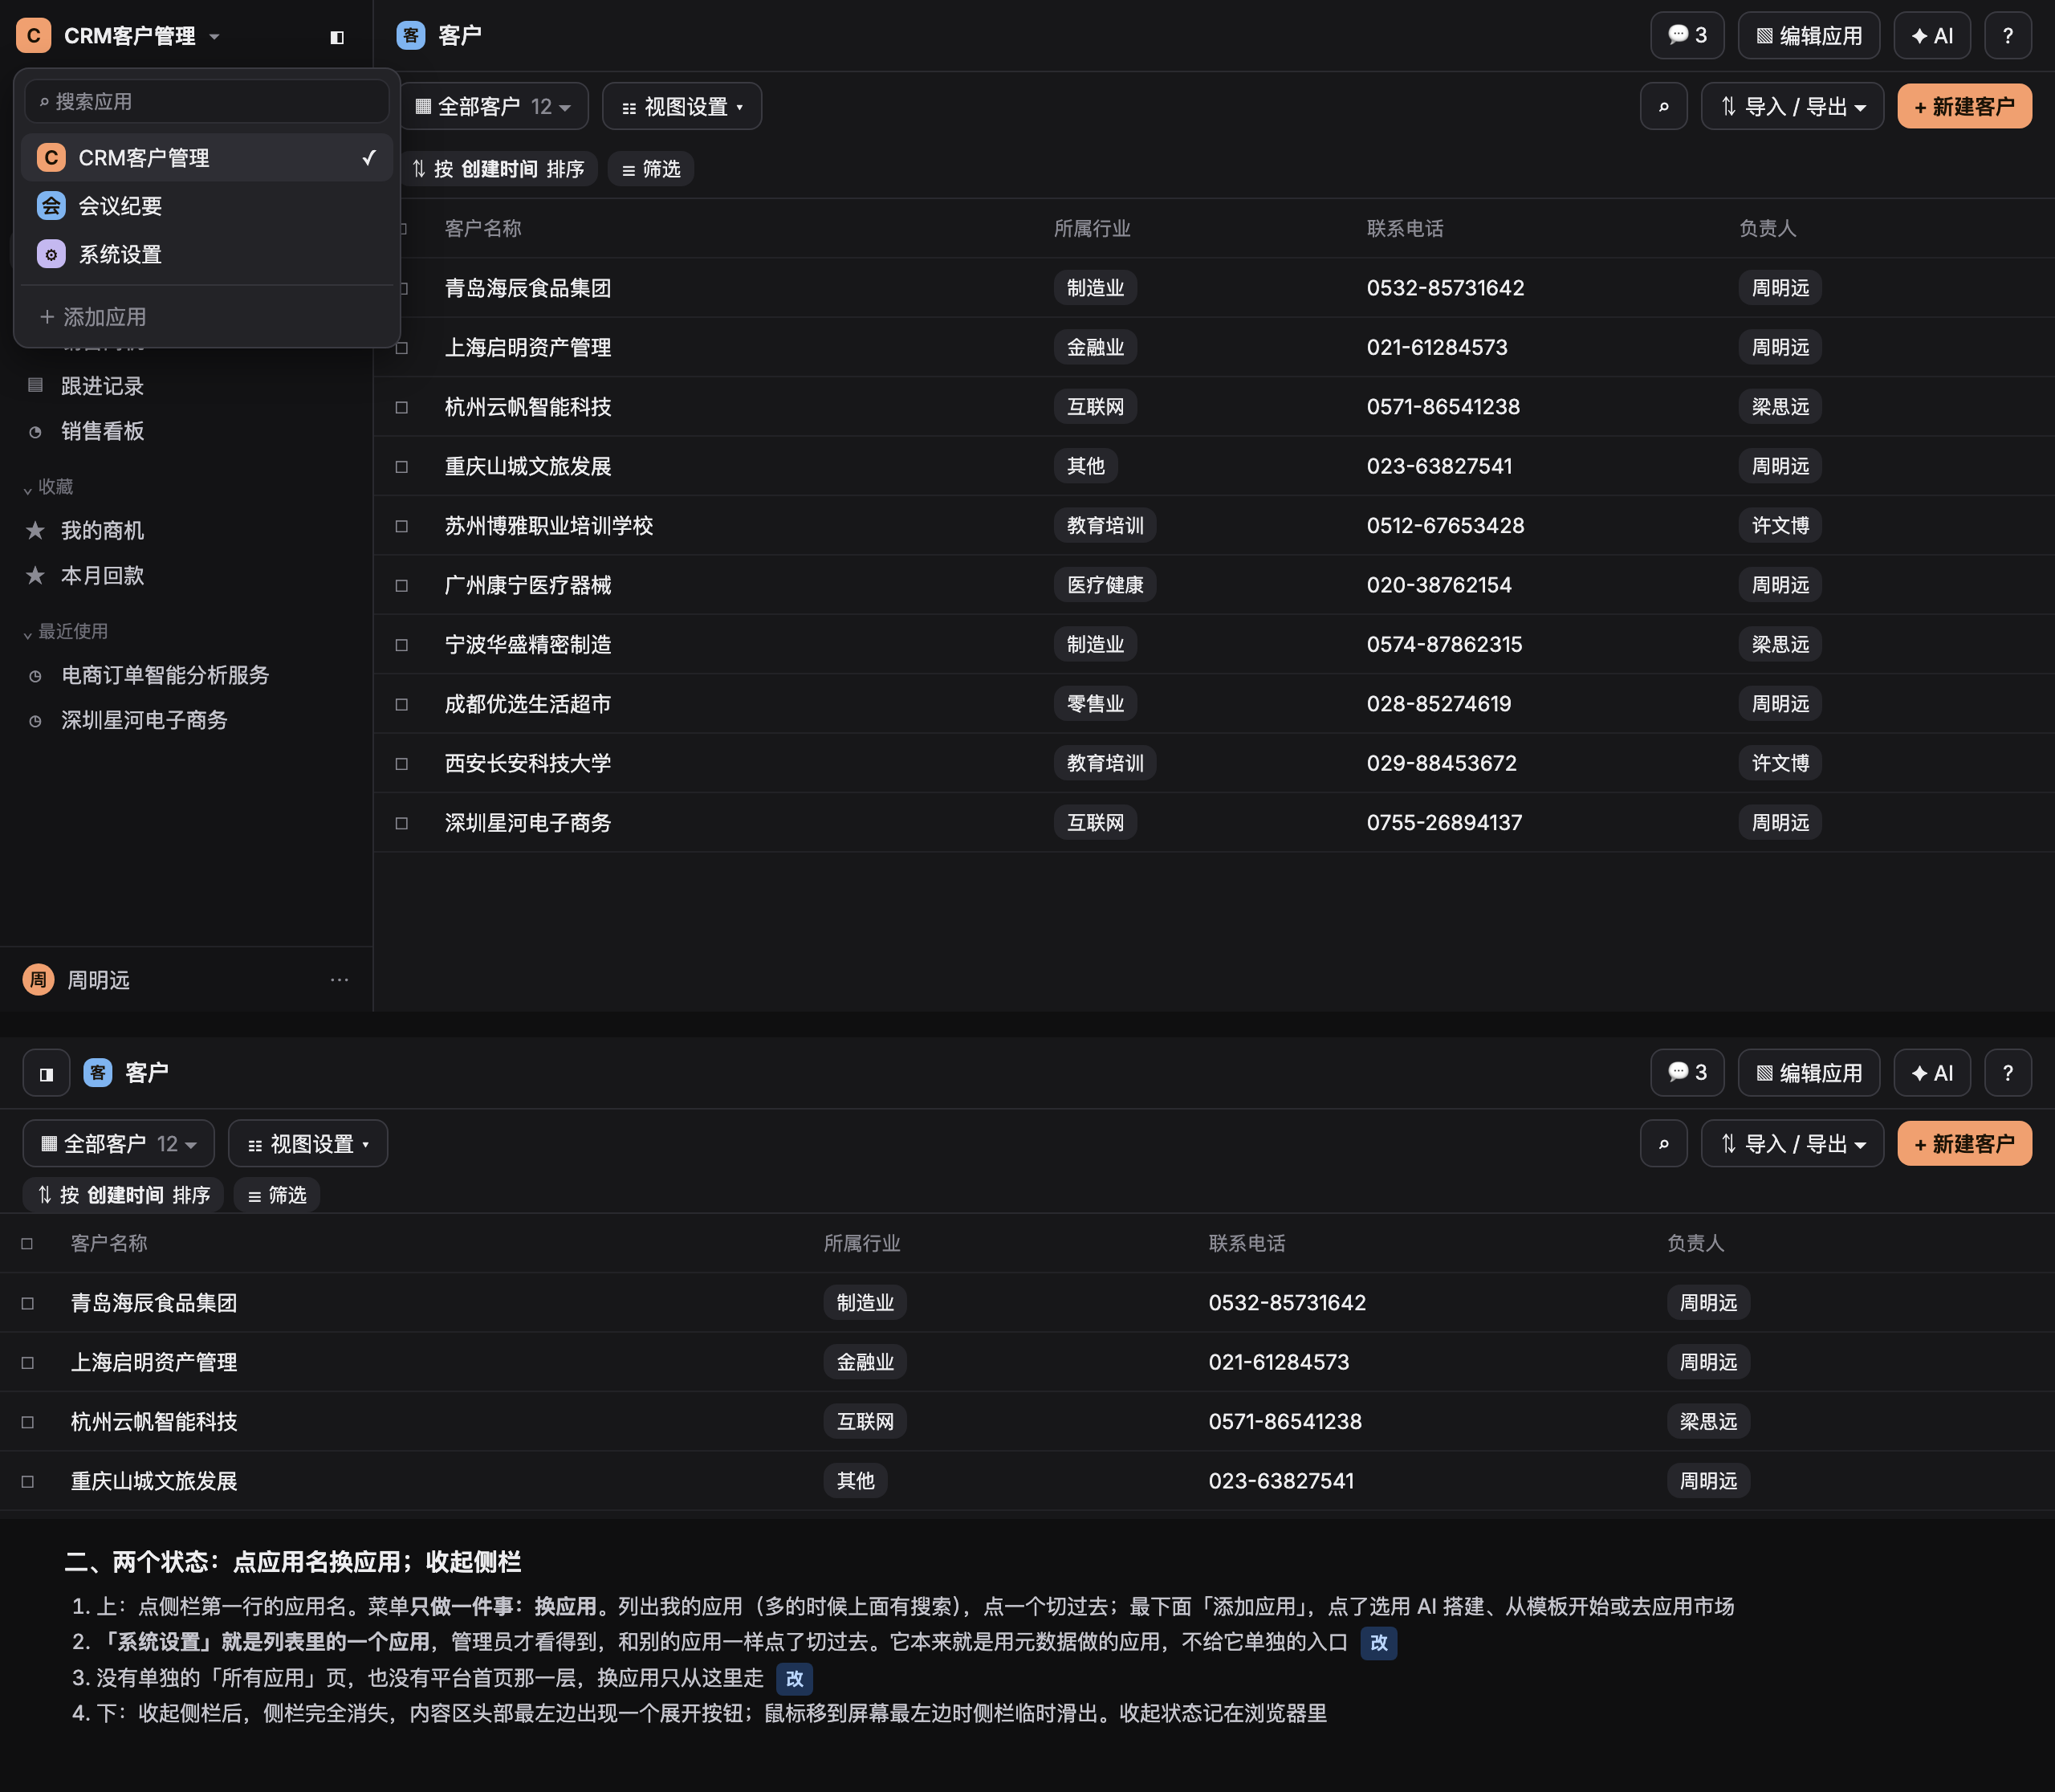 C CRM客户管理
客 客户
3 编辑应用 AI ?
搜索应用
C CRM客户管理 ✓
会 会议纪要
系统设置
+ 添加应用
全部客户 12 视图设置
导入 / 导出 + 新建客户
按 创建时间 排序 筛选
客户名称 所属行业 联系电话 负责人
青岛海辰食品集团 制造业 0532-85731642 周明远
上海启明资产管理 金融业 021-61284573 周明远
杭州云帆智能科技 互联网 0571-86541238 梁思远
重庆山城文旅发展 其他 023-63827541 周明远
苏州博雅职业培训学校 教育培训 0512-67653428 许文博
广州康宁医疗器械 医疗健康 020-38762154 周明远
宁波华盛精密制造 制造业 0574-87862315 梁思远
成都优选生活超市 零售业 028-85274619 周明远
西安长安科技大学 教育培训 029-88453672 许文博
深圳星河电子商务 互联网 0755-26894137 周明远
跟进记录
销售看板
收藏
★ 我的商机
★ 本月回款
最近使用
电商订单智能分析服务
深圳星河电子商务
周 周明远 ···
客 客户
3 编辑应用 AI ?
全部客户 12 视图设置
导入 / 导出 + 新建客户
按 创建时间 排序 筛选
客户名称 所属行业 联系电话 负责人
青岛海辰食品集团 制造业 0532-85731642 周明远
上海启明资产管理 金融业 021-61284573 周明远
杭州云帆智能科技 互联网 0571-86541238 梁思远
重庆山城文旅发展 其他 023-63827541 周明远
二、两个状态：点应用名换应用；收起侧栏
1. 上：点侧栏第一行的应用名。菜单只做一件事：换应用。列出我的应用（多的时候上面有搜索），点一个切过去；最下面「添加应用」，点了选用 AI 搭建、从模板开始或去应用市场
2. 「系统设置」就是列表里的一个应用，管理员才看得到，和别的应用一样点了切过去。它本来就是用元数据做的应用，不给它单独的入口 改
3. 没有单独的「所有应用」页，也没有平台首页那一层，换应用只从这里走 改
4. 下：收起侧栏后，侧栏完全消失，内容区头部最左边出现一个展开按钮；鼠标移到屏幕最左边时侧栏临时滑出。收起状态记在浏览器里